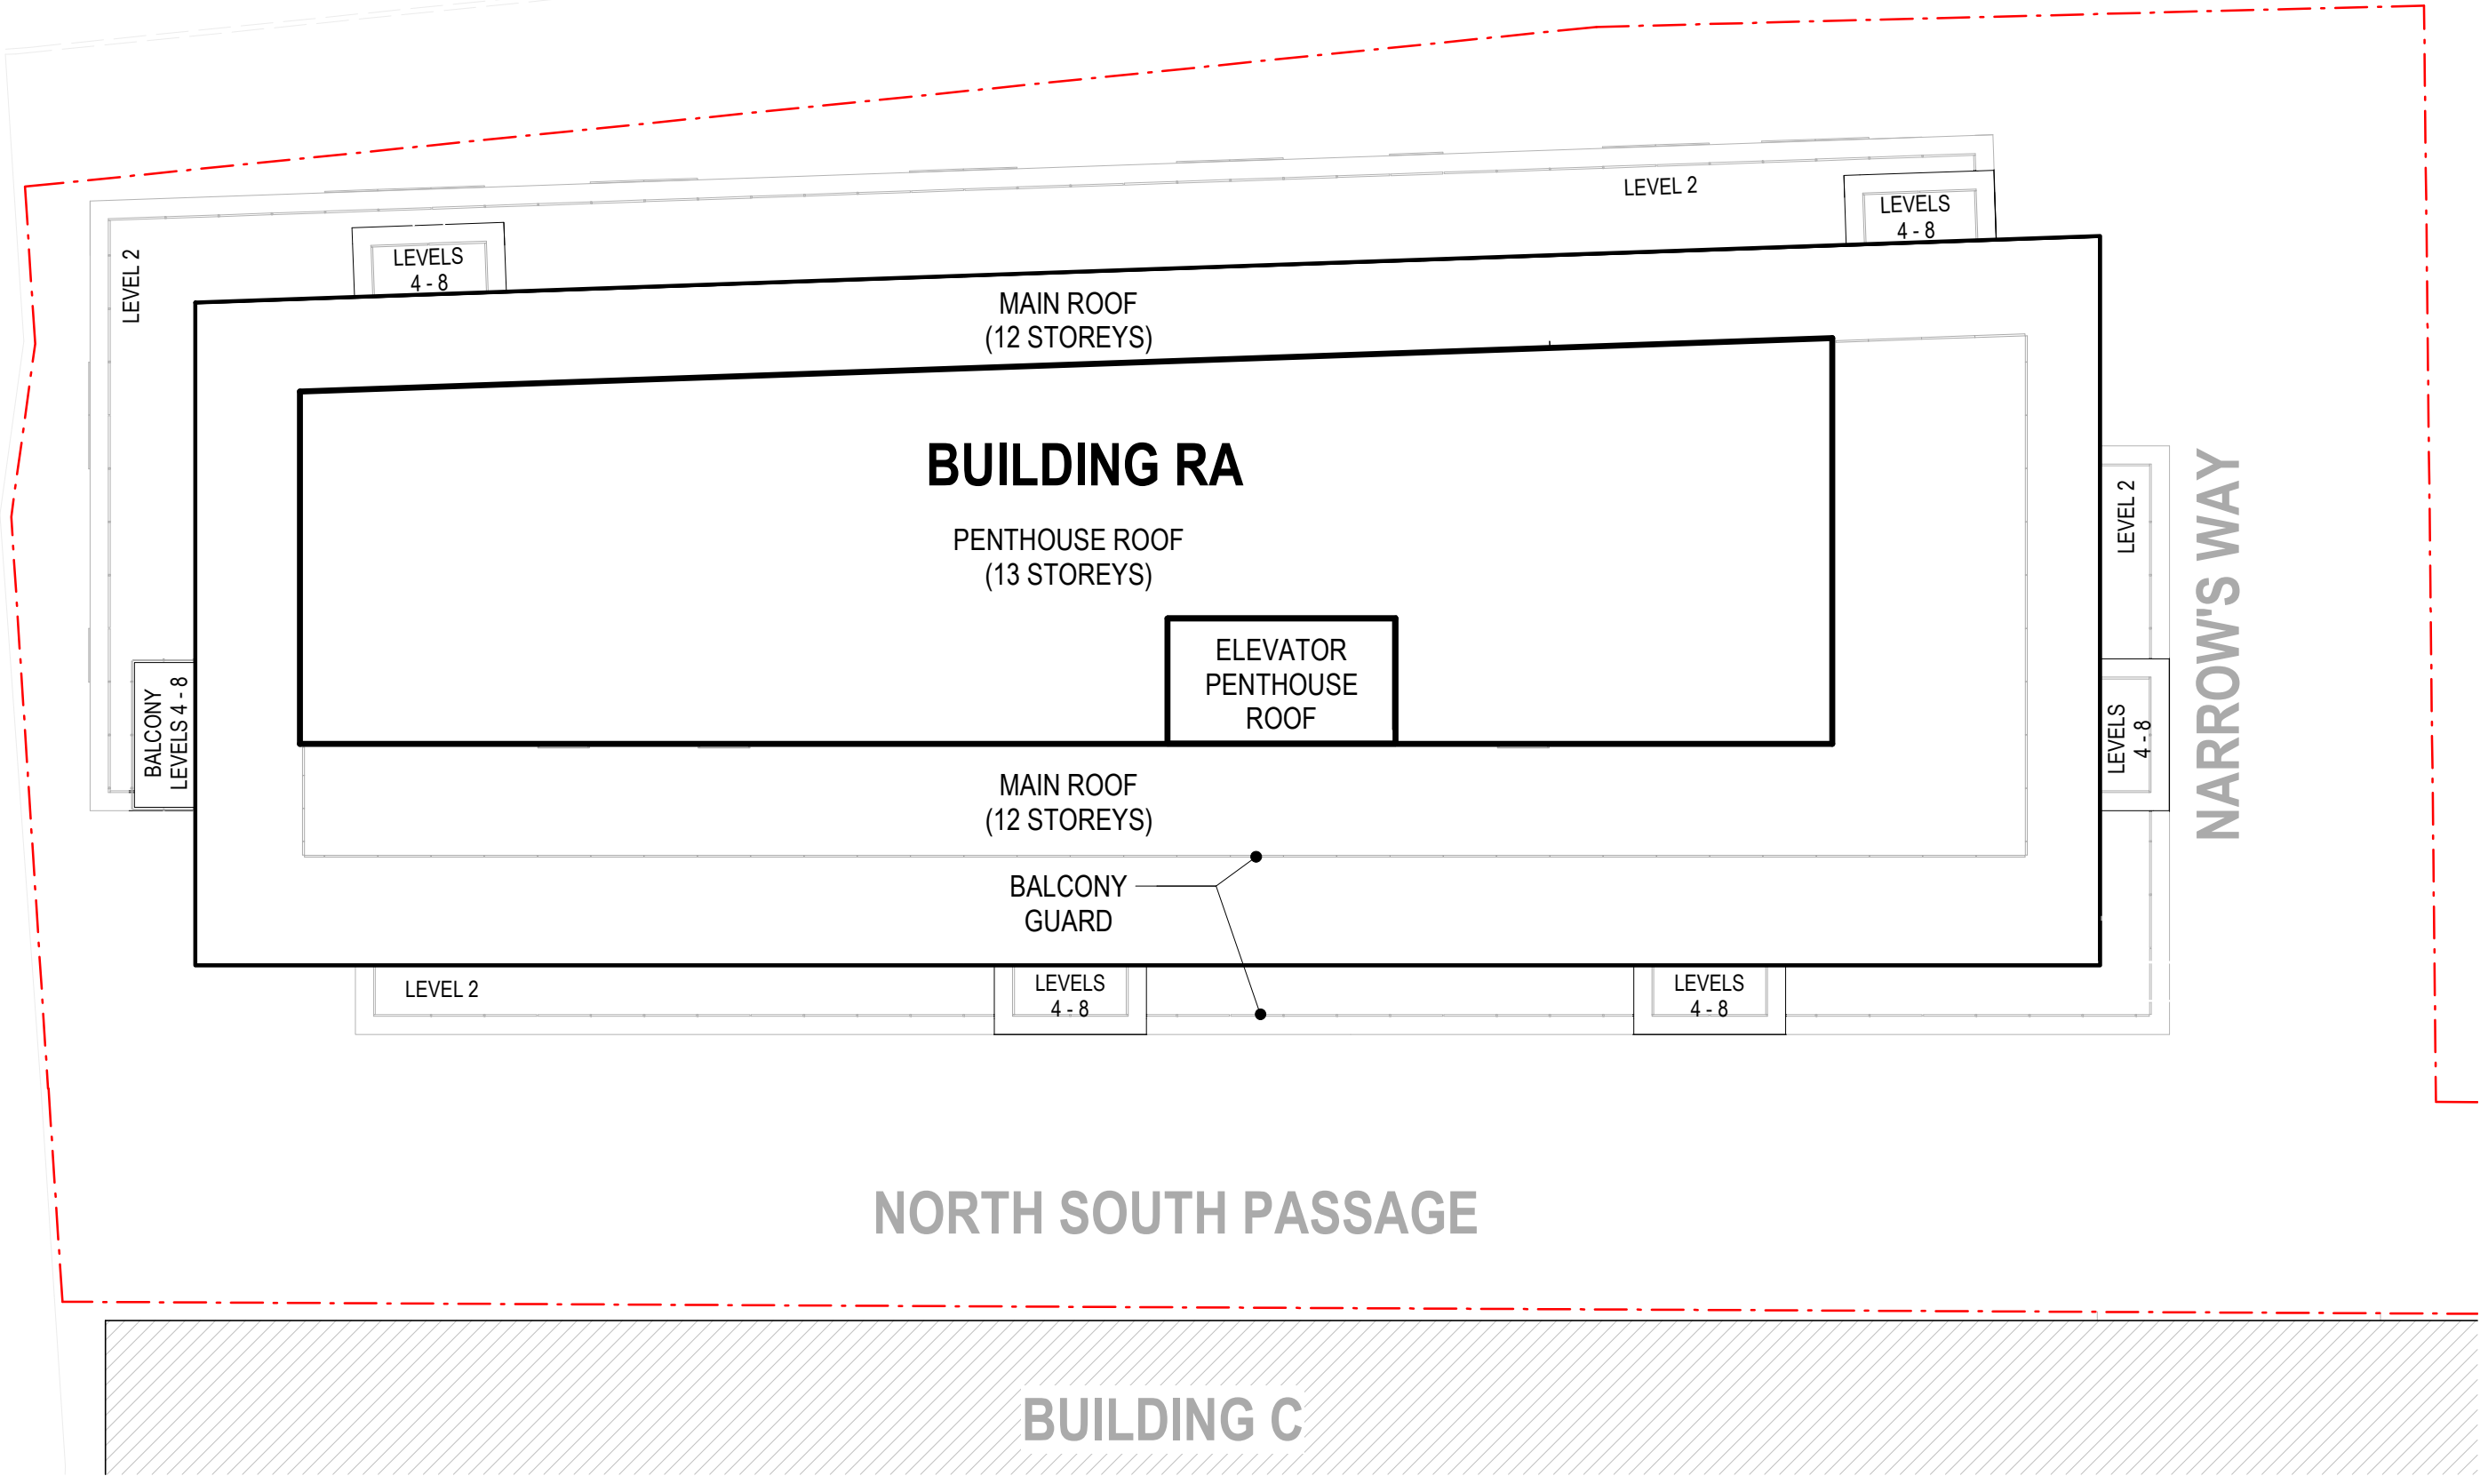 LEVEL 2
LEVELS
4 - 8
LEVELS
4 - 8
LEVEL 2
MAIN ROOF
(12 STOREYS)
BUILDING RA
PENTHOUSE ROOF
(13 STOREYS)
ELEVATOR
PENTHOUSE
ROOF
LEVEL 2
NARROW'S WAY
BALCONY
LEVELS 4 - 8
LEVELS
4 - 8
MAIN ROOF
(12 STOREYS)
BALCONY
GUARD
LEVEL 2
LEVELS
4 - 8
LEVELS
4 - 8
NORTH SOUTH PASSAGE
BUILDING C